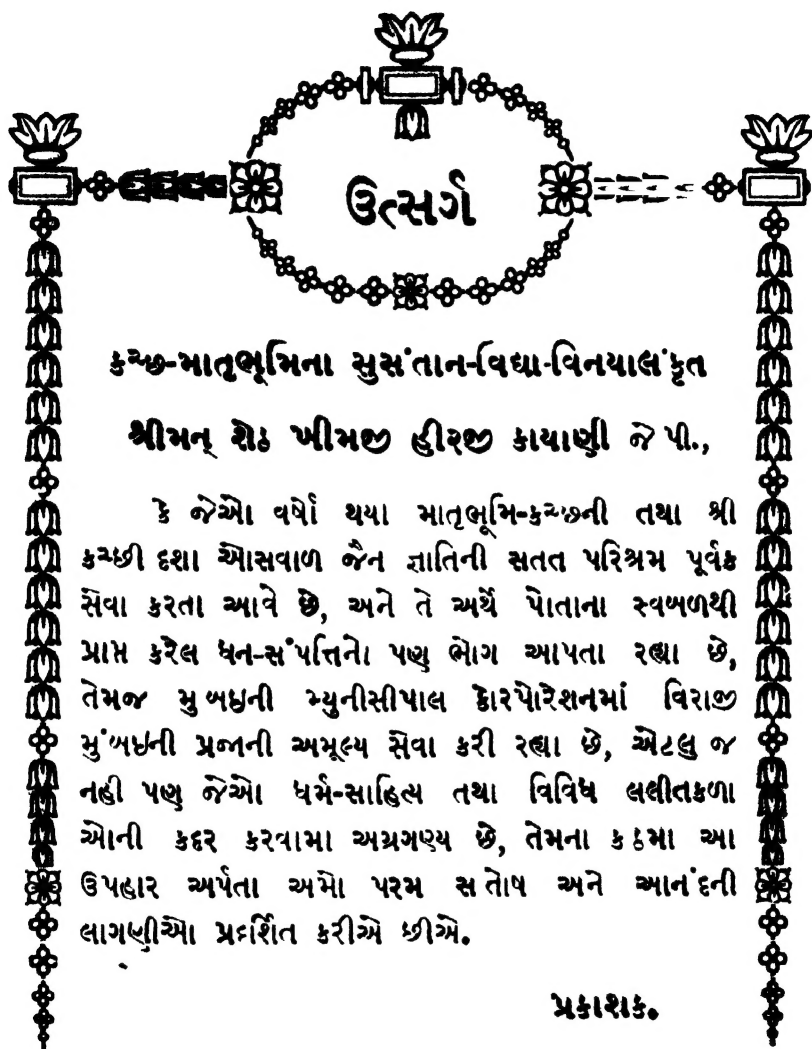 ઉત્સર્ગ
કચ્છ-માતૃભૂમિના સુસંતાન-વિદ્યા-વિનયાલંકૃત
શ્રીમન્ શેઠ ખીમજી હીરજી કાયાણી જે પી.,
કે જેઓ વર્ષો થયા માતૃભૂમિ-કચ્છની તથા શ્રી
કચ્છી દશા ઓસવાળ જૈન જ્ઞાતિની સતત પરિશ્રમ પૂર્વક
સેવા કરતા આવે છે, અને તે અર્થે પોતાના સ્વબળથી
પ્રાપ્ત કરેલ ધન-સંપત્તિનો પણ ભોગ આપતા રહ્યા છે,
તેમજ મુબઇની મ્યુનીસીપાલ કોરપોરેશનમાં વિરાજી
મુંબઇની પ્રજાની અમૂલ્ય સેવા કરી રહ્યા છે, એટલુ જ
નહી પણ જેઓ ધર્મ-સાહિત્ય તથા વિવિધ લલીતકળા
ઓની કદર કરવામા અગ્રગણ્ય છે, તેમના કઠમા આ
ઉપહાર અર્પતા અમો પરમ સતોષ અને આનંદની
લાગણીઓ પ્રદર્શિત કરીએ છીએ.
પ્રકાશક.